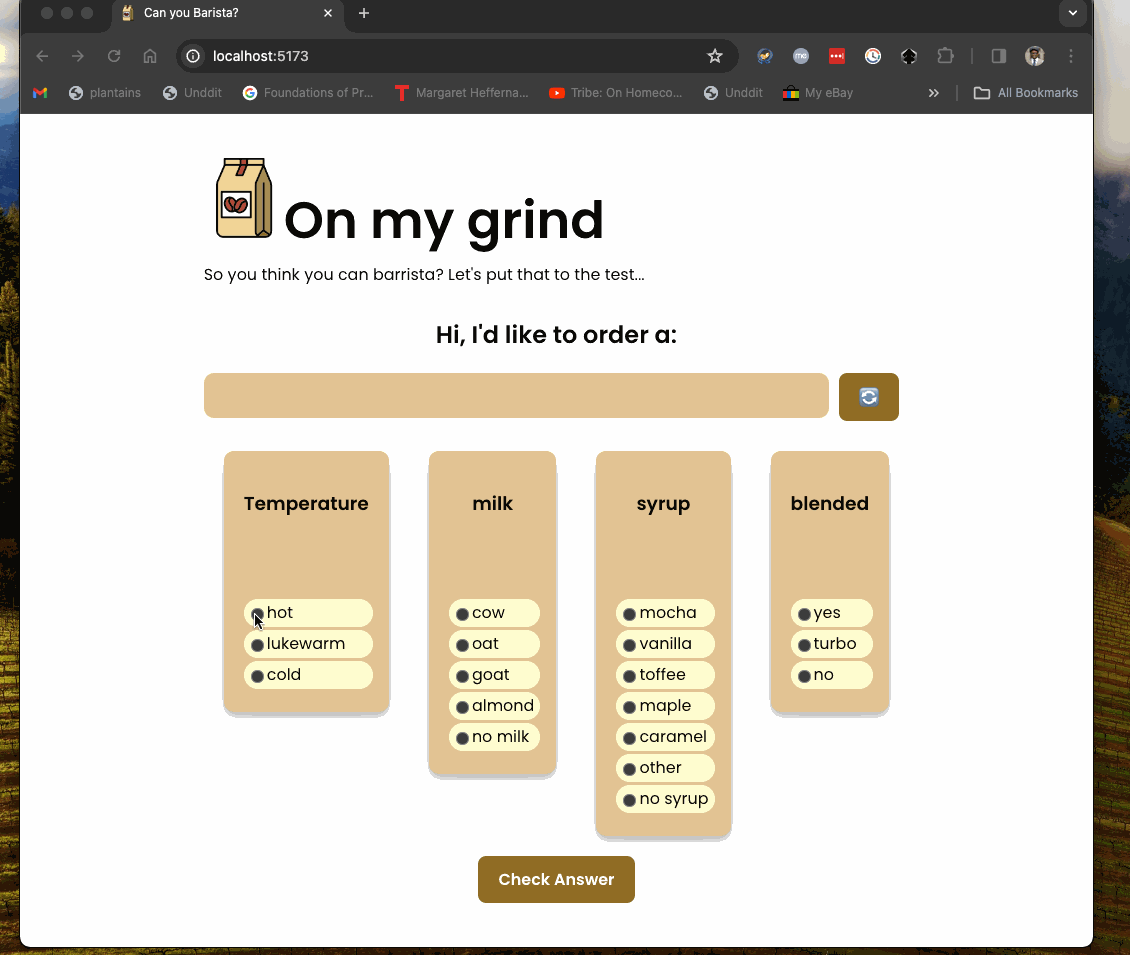 Can you Barista?
localhost:5173
plantains
Unddit
Foundations of Pr...
Margaret Hefferna...
Tribe: On Homeco...
Unddit
My eBay
All Bookmarks
On my grind
So you think you can barrista? Let's put that to the test...
Hi, I'd like to order a:
Temperature
hot
lukewarm
cold
milk
cow
oat
goat
almond
no milk
syrup
mocha
vanilla
toffee
maple
caramel
other
no syrup
blended
yes
turbo
no
Check Answer